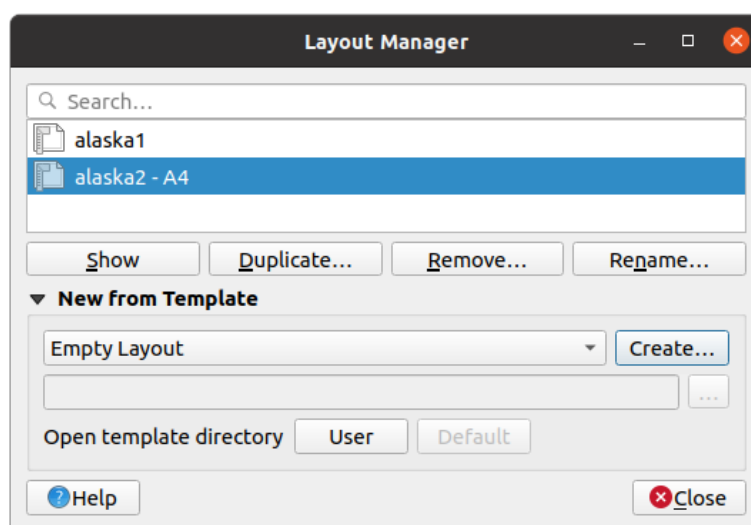 Layout Manager
Search...
alaska1
alaska2 - A4
Show Duplicate... Remove... Rename...
New from Template
Empty Layout Create...
...
Open template directory User Default
Help Close